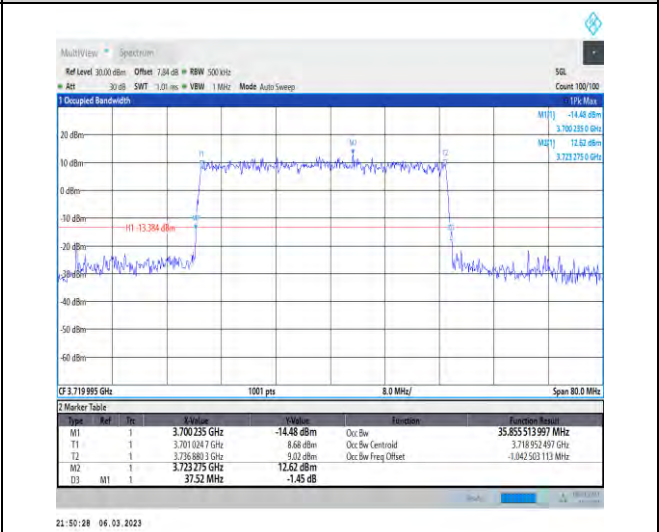 MultiView Spectrum
Ref Level 30.00 dBm Offset 7.84 dB RBW 500 kHz SGL
Att 30 dB SWT 1.01 ms VBW 1 MHz Mode Auto Sweep Count 100/100
1 Occupied Bandwidth 1Pk Max
M1[1] -14.48 dBm
3.700 235 0 GHz
M2[1] 12.62 dBm
3.723 275 0 GHz
20 dBm
10 dBm
0 dBm
-10 dBm
H1 -13.384 dBm
-20 dBm
-30 dBm
-40 dBm
-50 dBm
-60 dBm
T1
M2
T2
CF 3.719 995 GHz 1001 pts 8.0 MHz/ Span 80.0 MHz
2 Marker Table
Type Ref Trc X-Value Y-Value Function Function Result
M1 1 3.700 235 GHz -14.48 dBm Occ Bw 35.855 513 997 MHz
T1 1 3.701 024 7 GHz 8.68 dBm Occ Bw Centroid 3.718 952 497 GHz
T2 1 3.736 880 3 GHz 9.02 dBm Occ Bw Freq Offset -1.042 503 113 MHz
M2 1 3.723 275 GHz 12.62 dBm
D3 M1 1 37.52 MHz -1.45 dB
21:50:28 06.03.2023